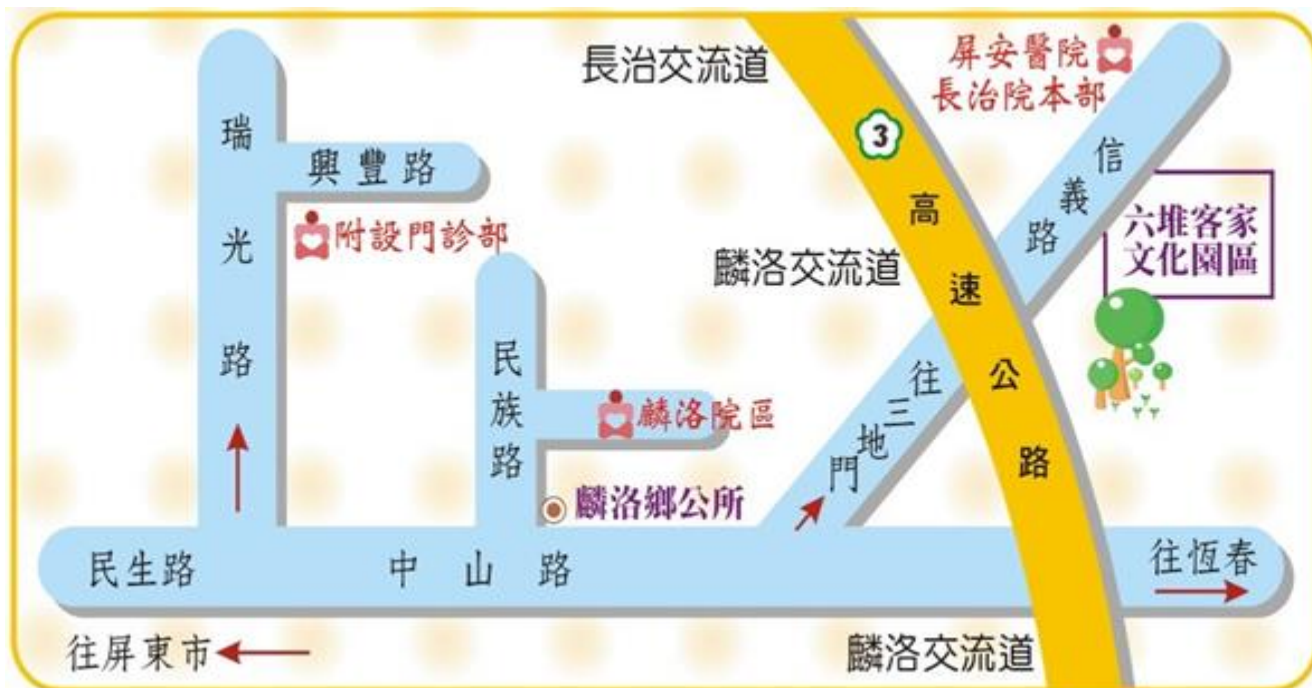 長治交流道
屏安醫院
長治院本部
3
高速公路
瑞光路
興豐路
附設門診部
信義路
六堆客家
文化園區
麟洛交流道
民族路
往三地門
麟洛院區
麟洛鄉公所
民生路
中山路
往恆春
往屏東市
麟洛交流道